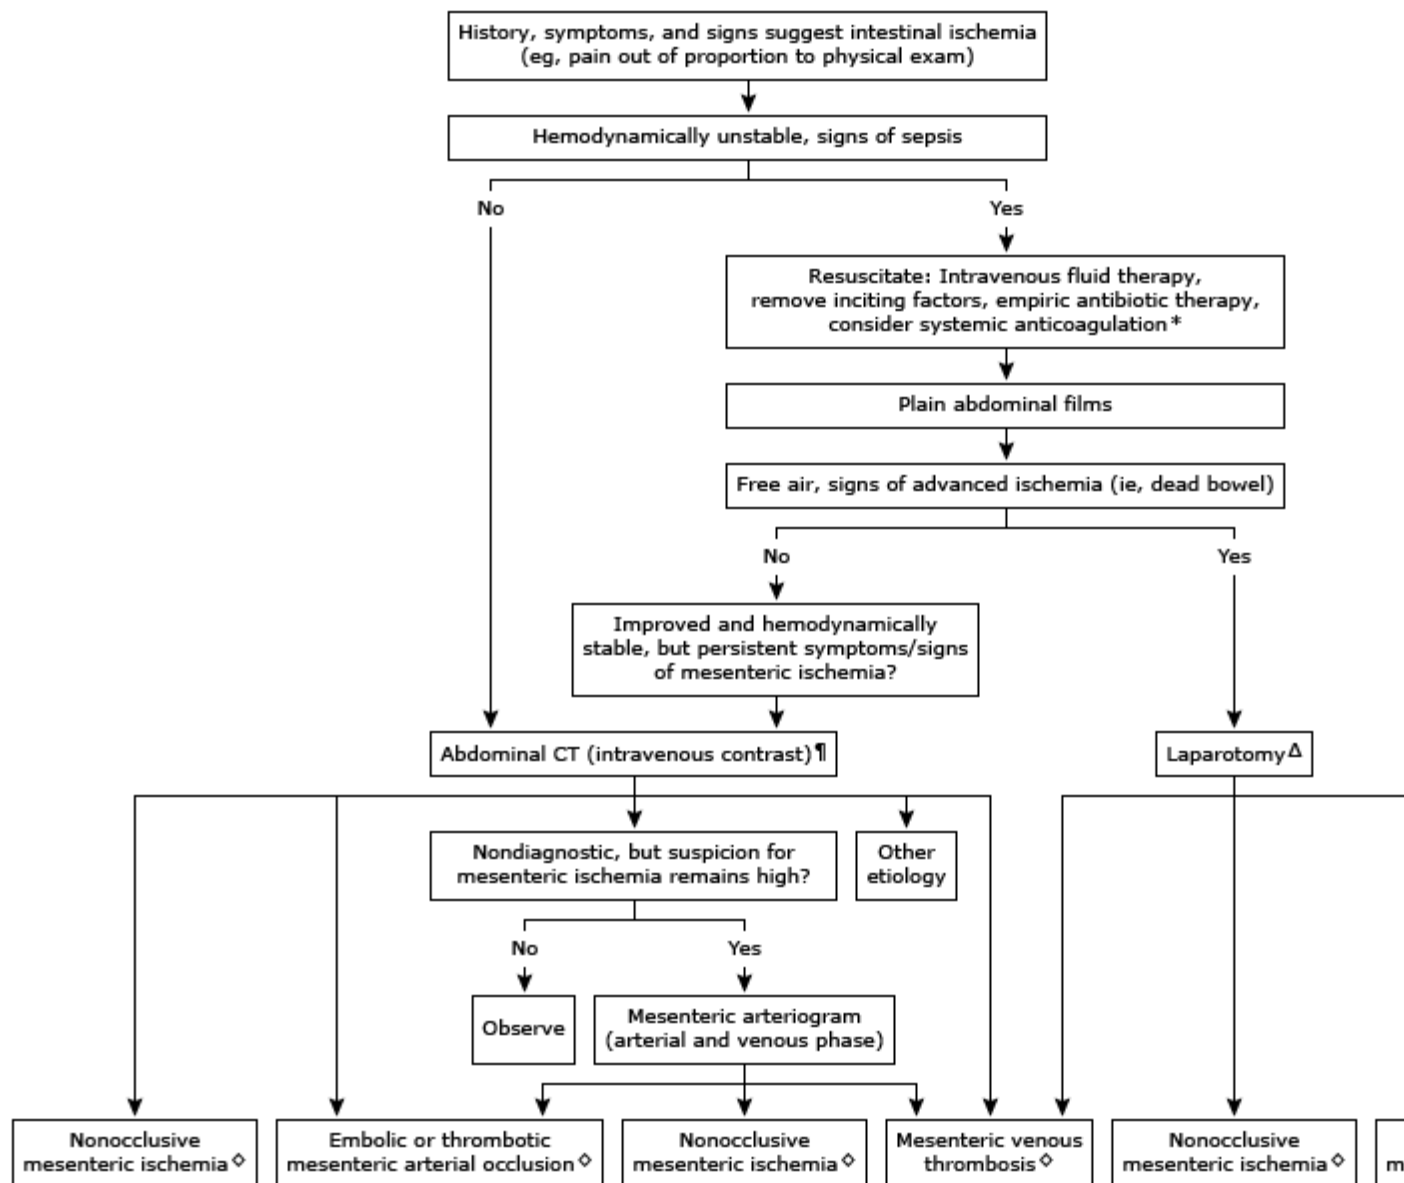 History, symptoms, and signs suggest intestinal ischemia
(eg, pain out of proportion to physical exam)
Hemodynamically unstable, signs of sepsis
No
Yes
Resuscitate: Intravenous fluid therapy,
remove inciting factors, empiric antibiotic therapy,
consider systemic anticoagulation*
Plain abdominal films
Free air, signs of advanced ischemia (ie, dead bowel)
No
Yes
Improved and hemodynamically
stable, but persistent symptoms/signs
of mesenteric ischemia?
Abdominal CT (intravenous contrast)¶
LaparotomyΔ
Nondiagnostic, but suspicion for
mesenteric ischemia remains high?
Other
etiology
No
Yes
Observe
Mesenteric arteriogram
(arterial and venous phase)
Nonocclusive
mesenteric ischemia◇
Embolic or thrombotic
mesenteric arterial occlusion◇
Nonocclusive
mesenteric ischemia◇
Mesenteric venous
thrombosis◇
Nonocclusive
mesenteric ischemia◇